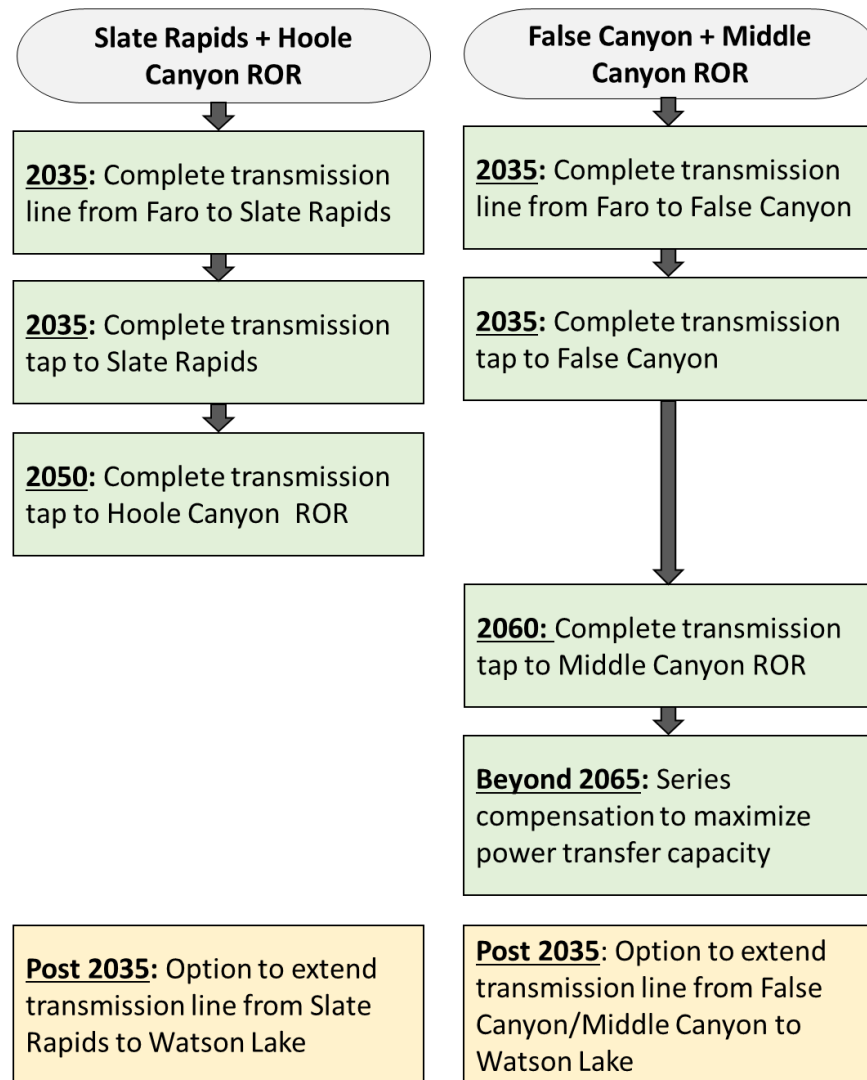 Slate Rapids + Hoole
Canyon ROR
2035: Complete transmission
line from Faro to Slate Rapids
2035: Complete transmission
tap to Slate Rapids
2050: Complete transmission
tap to Hoole Canyon ROR
Post 2035: Option to extend
transmission line from Slate
Rapids to Watson Lake
False Canyon + Middle
Canyon ROR
2035: Complete transmission
line from Faro to False Canyon
2035: Complete transmission
tap to False Canyon
2060: Complete transmission
tap to Middle Canyon ROR
Beyond 2065: Series
compensation to maximize
power transfer capacity
Post 2035: Option to extend
transmission line from False
Canyon/Middle Canyon to
Watson Lake